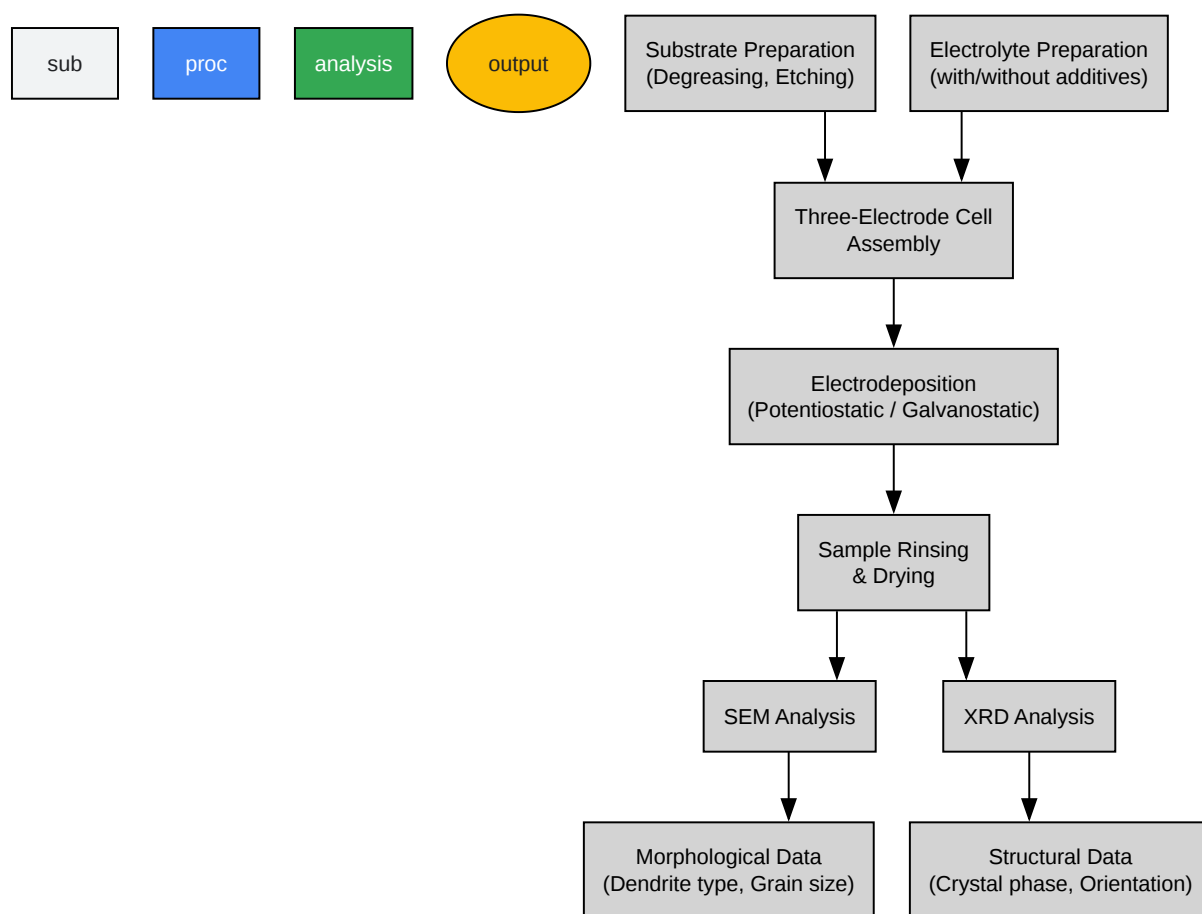 sub
proc
analysis
output
Substrate Preparation
(Degreasing, Etching)
Electrolyte Preparation
(with/without additives)
Three-Electrode Cell
Assembly
Electrodeposition
(Potentiostatic / Galvanostatic)
Sample Rinsing
& Drying
SEM Analysis
XRD Analysis
Morphological Data
(Dendrite type, Grain size)
Structural Data
(Crystal phase, Orientation)